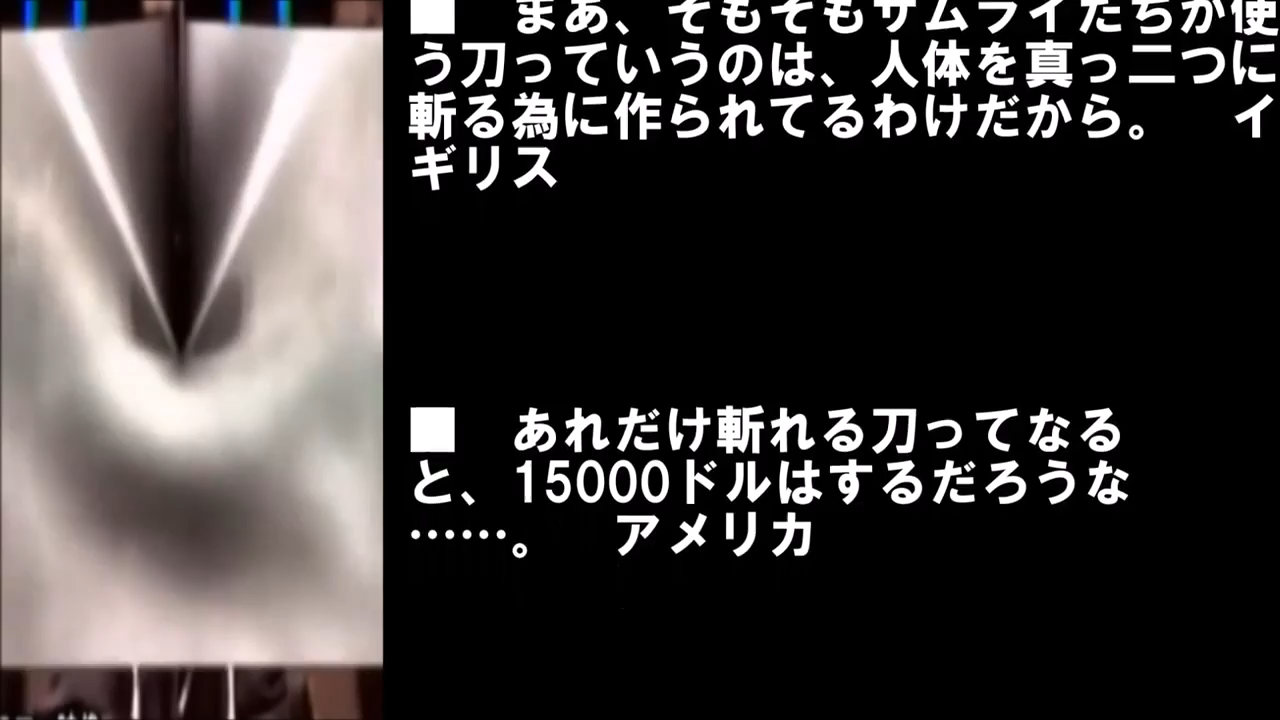 ■　まあ、そもそもサムライたちが使
う刀っていうのは、人体を真っ二つに
斬る為に作られてるわけだから。　イ
ギリス
■　あれだけ斬れる刀ってなる
と、15000ドルはするだろうな
……。　アメリカ